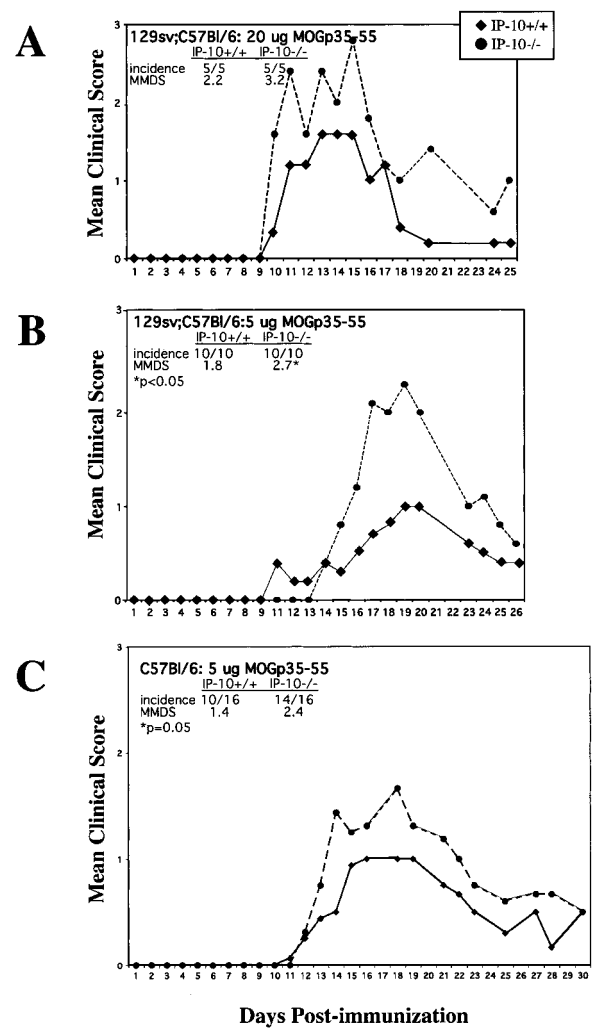 A
IP-10+/+
IP-10-/-
129sv;C57Bl/6: 20 ug MOGp35-55
IP-10+/+ IP-10-/-
incidence 5/5 5/5
MMDS 2.2 3.2
Mean Clinical Score
3
2
1
0
1 2 3 4 5 6 7 8 9 10 11 12 13 14 15 16 17 18 19 20 21 22 23 24 25
B
129sv;C57Bl/6:5 ug MOGp35-55
IP-10+/+ IP-10-/-
incidence 10/10 10/10
MMDS 1.8 2.7*
*p<0.05
Mean Clinical Score
3
2
1
0
1 2 3 4 5 6 7 8 9 10 11 12 13 14 15 16 17 18 19 20 21 22 23 24 25 26
C
C57Bl/6: 5 ug MOGp35-55
IP-10+/+ IP-10-/-
incidence 10/16 14/16
MMDS 1.4 2.4
*p=0.05
Mean Clinical Score
3
2
1
0
1 2 3 4 5 6 7 8 9 10 11 12 13 14 15 16 17 18 19 20 21 22 23 24 25 26 27 28 29 30
Days Post-immunization